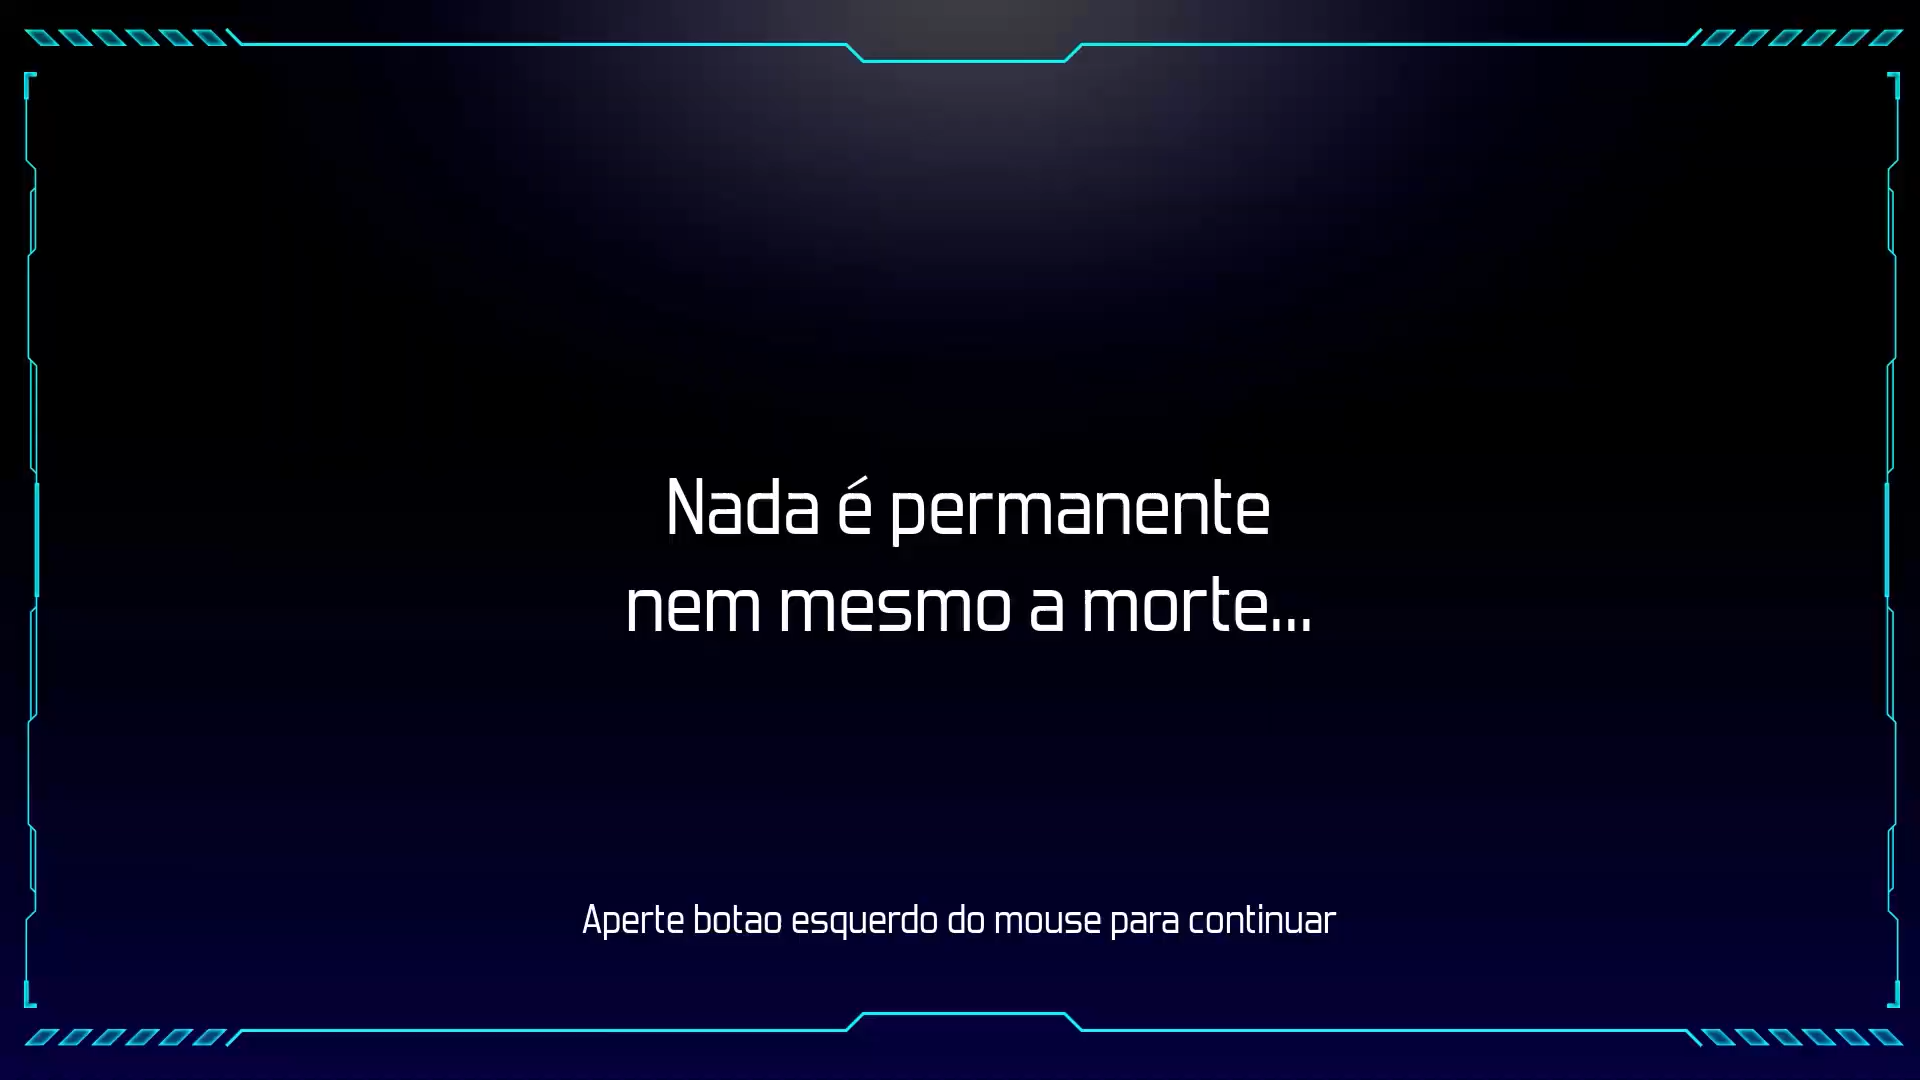 Nada é permanente
nem mesmo a morte...
Aperte botao esquerdo do mouse para continuar